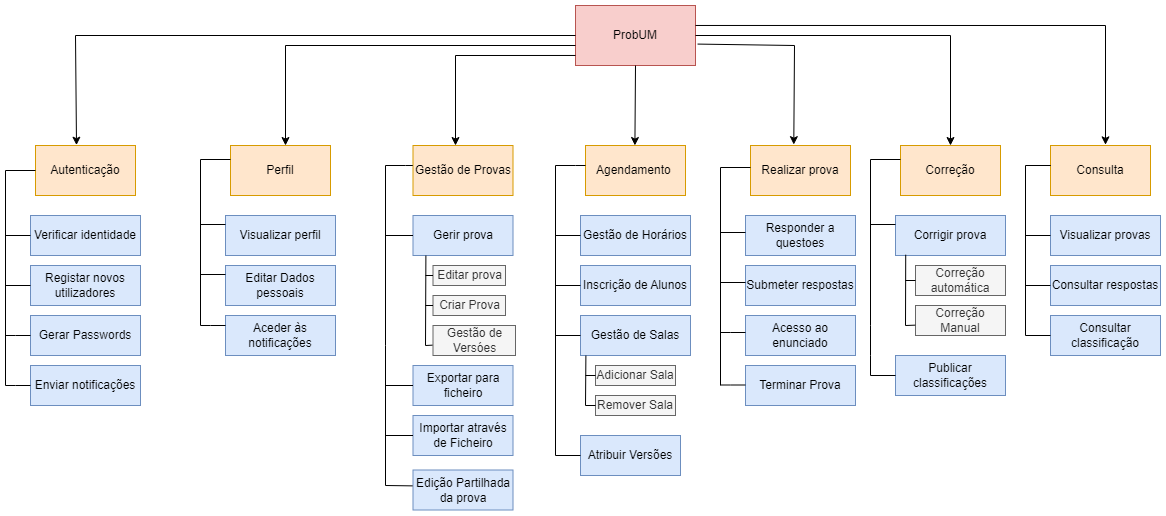 ProbUM
Autenticação
Verificar identidade
Registar novos
utilizadores
Gerar Passwords
Enviar notificações
Perfil
Visualizar perfil
Editar Dados
pessoais
Aceder às
notificações
Gestão de Provas
Gerir prova
Editar prova
Criar Prova
Gestão de
Versóes
Exportar para
ficheiro
Importar através
de Ficheiro
Edição Partilhada
da prova
Agendamento
Gestão de Horários
Inscrição de Alunos
Gestão de Salas
Adicionar Sala
Remover Sala
Atribuir Versões
Realizar prova
Responder a
questoes
Submeter respostas
Acesso ao
enunciado
Terminar Prova
Correção
Corrigir prova
Correção
automática
Correção
Manual
Publicar
classificações
Consulta
Visualizar provas
Consultar respostas
Consultar
classificação